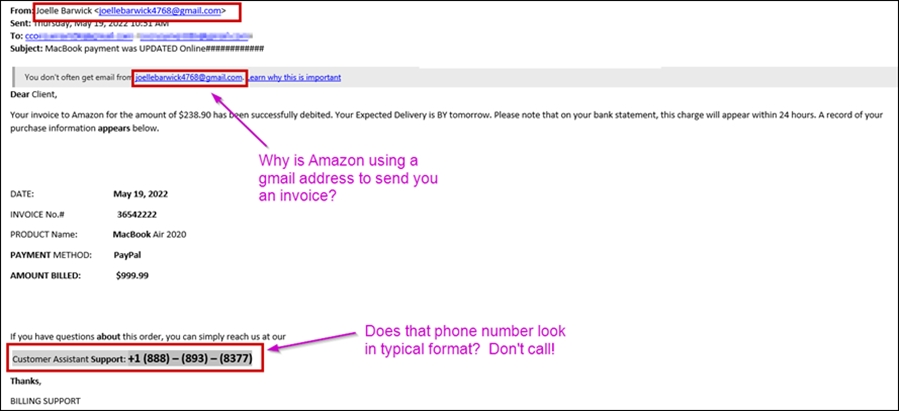 From: Joelle Barwick <joellebarwick4768@gmail.com>
Sent: Thursday, May 19, 2022 10:51 AM
To:
Subject: MacBook payment was UPDATED Online############
You don't often get email from joellebarwick4768@gmail.com. Learn why this is important
Dear Client,
Your invoice to Amazon for the amount of $238.90 has been successfully debited. Your Expected Delivery is BY tomorrow. Please note that on your bank statement, this charge will appear within 24 hours. A record of your
purchase information appears below.
Why is Amazon using a
gmail address to send you
an invoice?
DATE: May 19, 2022
INVOICE No.# 36542222
PRODUCT Name: MacBook Air 2020
PAYMENT METHOD: PayPal
AMOUNT BILLED: $999.99
If you have questions about this order, you can simply reach us at our
Customer Assistant Support: +1 (888) – (893) – (8377)
Does that phone number look
in typical format? Don't call!
Thanks,
BILLING SUPPORT